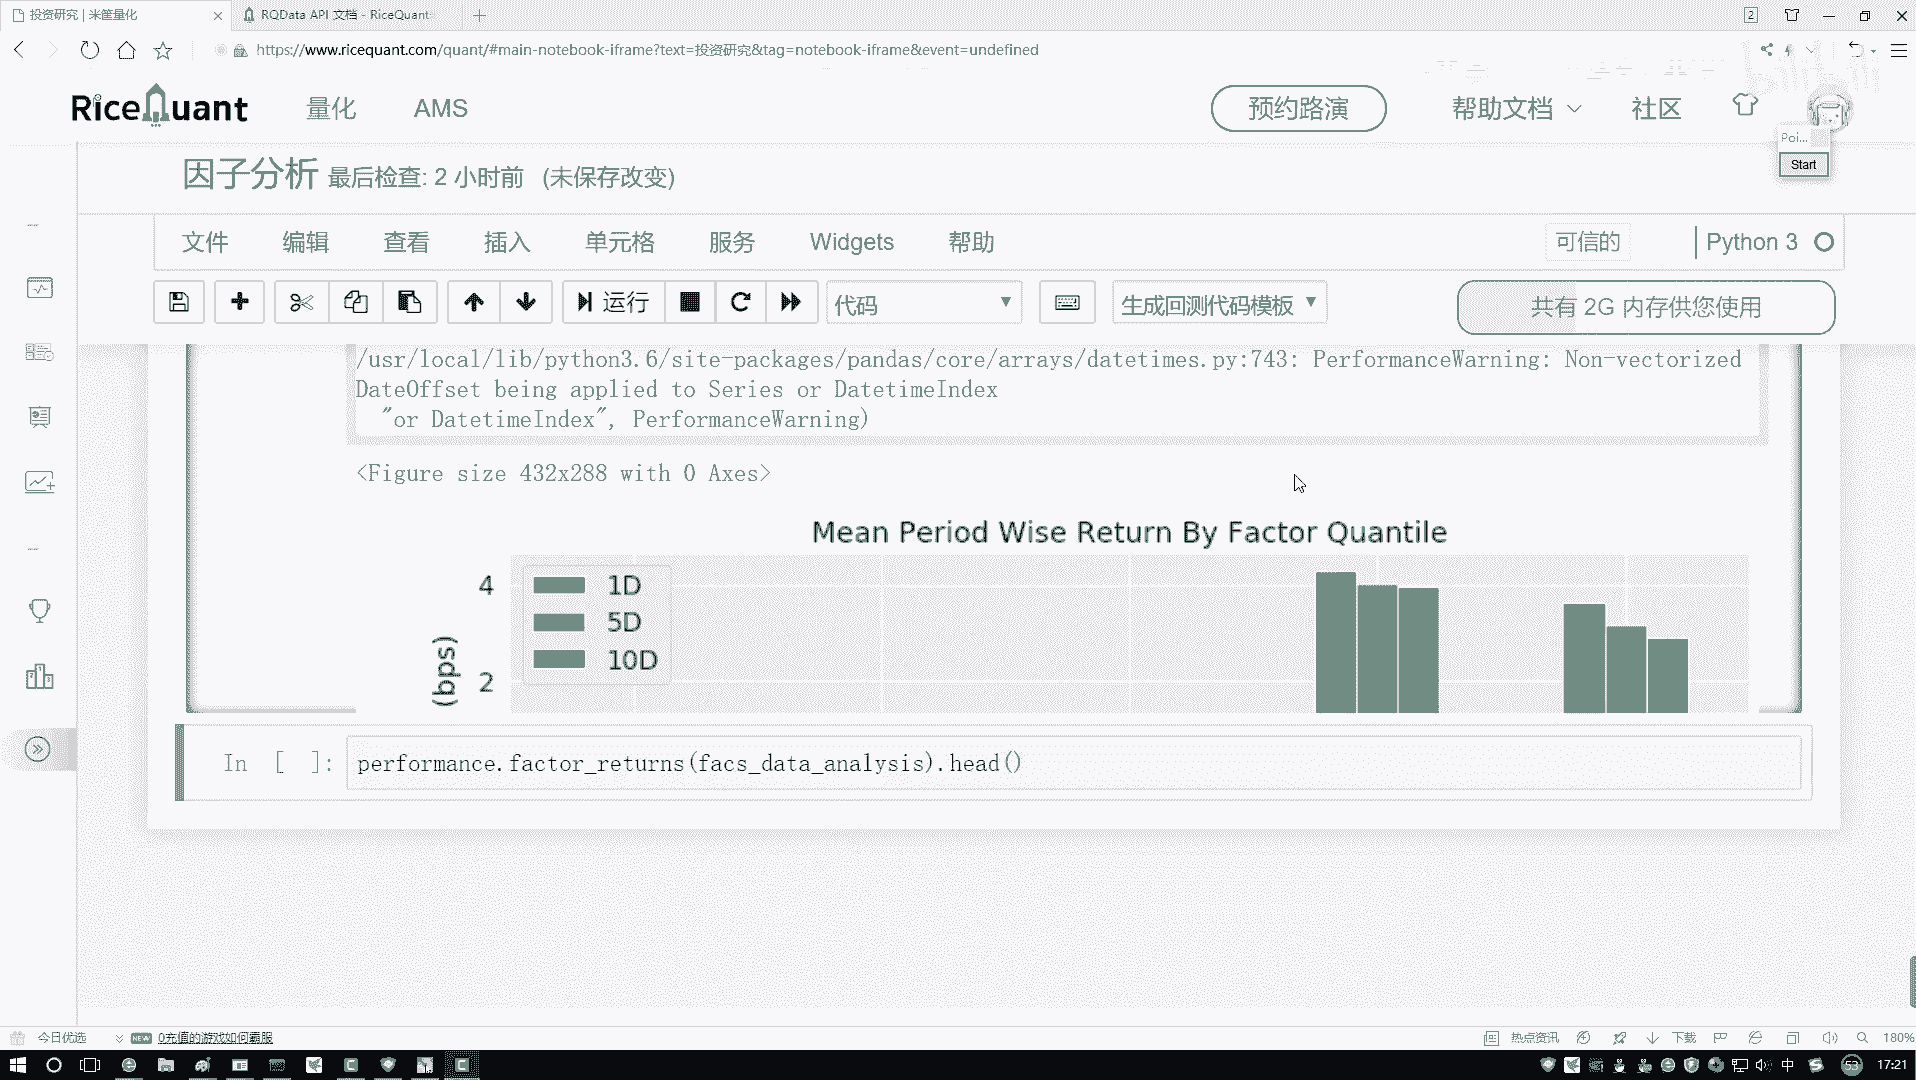 投资研究 | 米筐量化
RQData API 文档 - RiceQuant
2
https://www.ricequant.com/quant/#main-notebook-iframe?text=投资研究&tag=notebook-iframe&event=undefined
bilibili
RiceQuant
量化
AMS
预约路演
帮助文档
社区
Poi...
Start
因子分析 最后检查: 2 小时前 (未保存改变)
文件
编辑
查看
插入
单元格
服务
Widgets
帮助
可信的
Python 3
运行
代码
生成回测代码模板
共有 2G 内存供您使用
/usr/local/lib/python3.6/site-packages/pandas/core/arrays/datetimes.py:743: PerformanceWarning: Non-vectorized
DateOffset being applied to Series or DatetimeIndex
"or DatetimeIndex", PerformanceWarning)
<Figure size 432x288 with 0 Axes>
Mean Period Wise Return By Factor Quantile
4
1D
5D
10D
(bps)
2
In [ ]:
performance.factor_returns(facs_data_analysis).head()
今日优选
NEW
0充值的游戏如何霸服
热点资讯
下载
180%
中
53
17:21